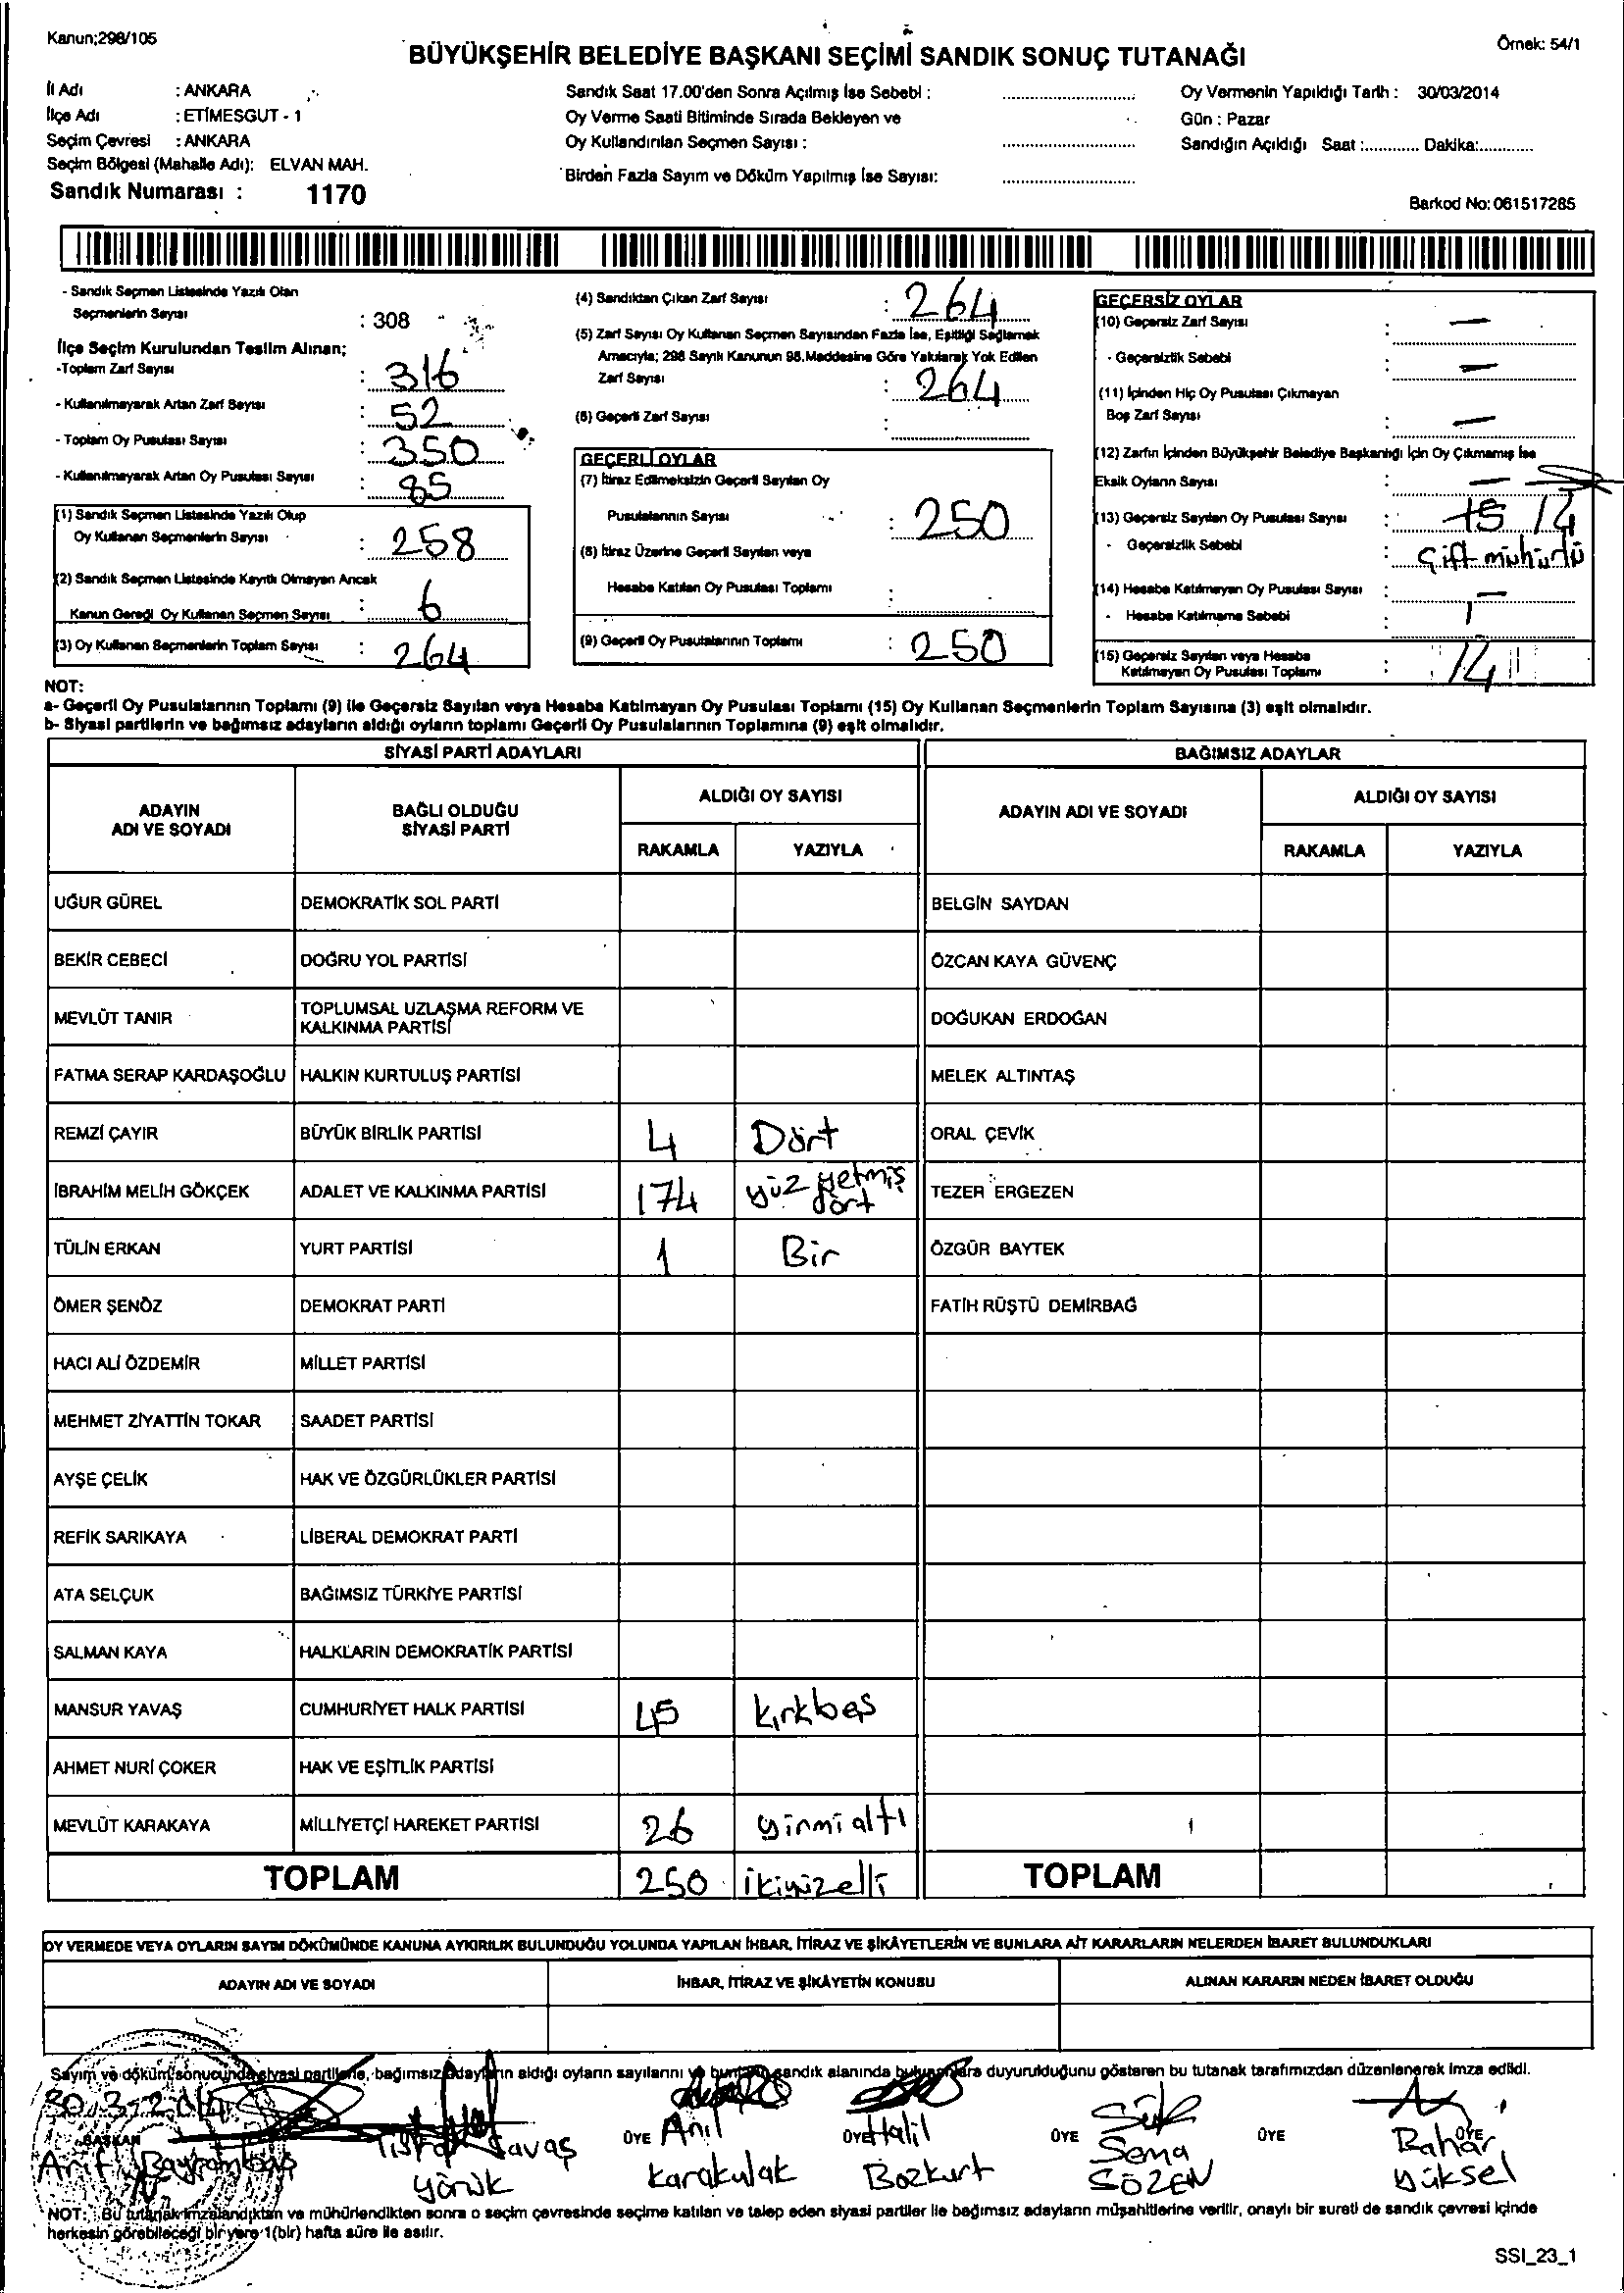 Kanun;298/105
Örnek: 54/1
BÜYÜKŞEHİR BELEDİYE BAŞKANI SEÇİMİ SANDIK SONUÇ TUTANAĞI
İl Adı : ANKARA
İlçe Adı : ETİMESGUT - 1
Seçim Çevresi : ANKARA
Seçim Bölgesi (Mahalle Adı): ELVAN MAH.
Sandık Numarası : 1170
Sandık Saat 17.00'den Sonra Açılmış İse Sebebi :
Oy Verme Saati Bitiminde Sırada Bekleyen ve
Oy Kullandırılan Seçmen Sayısı :
Birden Fazla Sayım ve Döküm Yapılmış İse Sayısı:
Oy Vermenin Yapıldığı Tarih : 30/03/2014
Gün : Pazar
Sandığın Açıldığı Saat :............ Dakika:............
Barkod No: 061517285
- Sandık Seçmen Listesinde Yazılı Olan
Seçmenlerin Sayısı : 308
İlçe Seçim Kurulundan Teslim Alınan;
-Toplam Zarf Sayısı : 316
- Kullanılmayarak Artan Zarf Sayısı : 52
- Toplam Oy Pusulası Sayısı : 350
- Kullanılmayarak Artan Oy Pusulası Sayısı : 85
(1) Sandık Seçmen Listesinde Yazılı Olup
Oy Kullanan Seçmenlerin Sayısı : 258
(2) Sandık Seçmen Listesinde Kayıtlı Olmayan Ancak
Kanun Gereği Oy Kullanan Seçmen Sayısı : 6
(3) Oy Kullanan Seçmenlerin Toplam Sayısı : 264
(4) Sandıktan Çıkan Zarf Sayısı : 264
(5) Zarf Sayısı Oy Kullanan Seçmen Sayısından Fazla İse, Eşitliği Sağlamak
Amacıyla; 298 Sayılı Kanunun 98.Maddesine Göre Yakılarak Yok Edilen
Zarf Sayısı : 264
(6) Geçerli Zarf Sayısı :
GEÇERLİ OYLAR
(7) İtiraz Edilmeksizin Geçerli Sayılan Oy
Pusulalarının Sayısı : 250
(8) İtiraz Üzerine Geçerli Sayılan veya
Hesaba Katılan Oy Pusulası Toplamı :
(9) Geçerli Oy Pusulalarının Toplamı : 250
GEÇERSİZ OYLAR
(10) Geçersiz Zarf Sayısı : —
- Geçersizlik Sebebi : —
(11) İçinden Hiç Oy Pusulası Çıkmayan
Boş Zarf Sayısı : —
(12) Zarfın İçinden Büyükşehir Belediye Başkanlığı İçin Oy Çıkmamış İse
Eksik Oyların Sayısı : —
(13) Geçersiz Sayılan Oy Pusulası Sayısı : 15 14
- Geçersizlik Sebebi : Çift mühürlü
(14) Hesaba Katılmayan Oy Pusulası Sayısı : —
- Hesaba Katılmama Sebebi :
(15) Geçersiz Sayılan veya Hesaba
Katılmayan Oy Pusulası Toplamı : 14
NOT:
a- Geçerli Oy Pusulalarının Toplamı (9) ile Geçersiz Sayılan veya Hesaba Katılmayan Oy Pusulası Toplamı (15) Oy Kullanan Seçmenlerin Toplam Sayısına (3) eşit olmalıdır.
b- Siyasi partilerin ve bağımsız adayların aldığı oyların toplamı Geçerli Oy Pusulalarının Toplamına (9) eşit olmalıdır.
SİYASİ PARTİ ADAYLARI BAĞIMSIZ ADAYLAR
ADAYIN ADI VE SOYADI BAĞLI OLDUĞU SİYASİ PARTİ ALDIĞI OY SAYISI ADAYIN ADI VE SOYADI ALDIĞI OY SAYISI
RAKAMLA YAZIYLA RAKAMLA YAZIYLA
UĞUR GÜREL DEMOKRATİK SOL PARTİ BELGİN SAYDAN
BEKİR CEBECİ DOĞRU YOL PARTİSİ ÖZCAN KAYA GÜVENÇ
MEVLÜT TANIR TOPLUMSAL UZLAŞMA REFORM VE KALKINMA PARTİSİ DOĞUKAN ERDOĞAN
FATMA SERAP KARDAŞOĞLU HALKIN KURTULUŞ PARTİSİ MELEK ALTINTAŞ
REMZİ ÇAYIR BÜYÜK BİRLİK PARTİSİ 4 Dört ORAL ÇEVİK
İBRAHİM MELİH GÖKÇEK ADALET VE KALKINMA PARTİSİ 174 yüz yetmiş dört TEZER ERGEZEN
TÜLİN ERKAN YURT PARTİSİ 1 Bir ÖZGÜR BAYTEK
ÖMER ŞENÖZ DEMOKRAT PARTİ FATİH RÜŞTÜ DEMİRBAĞ
HACI ALİ ÖZDEMİR MİLLET PARTİSİ
MEHMET ZİYATTİN TOKAR SAADET PARTİSİ
AYŞE ÇELİK HAK VE ÖZGÜRLÜKLER PARTİSİ
REFİK SARIKAYA LİBERAL DEMOKRAT PARTİ
ATA SELÇUK BAĞIMSIZ TÜRKİYE PARTİSİ
SALMAN KAYA HALKLARIN DEMOKRATİK PARTİSİ
MANSUR YAVAŞ CUMHURİYET HALK PARTİSİ 45 kırkbeş
AHMET NURİ ÇOKER HAK VE EŞİTLİK PARTİSİ
MEVLÜT KARAKAYA MİLLİYETÇİ HAREKET PARTİSİ 26 yirmi altı
TOPLAM 250 ikiyüzelli TOPLAM
OY VERMEDE VEYA OYLARIN SAYIM DÖKÜMÜNDE KANUNA AYKIRILIK BULUNDUĞU YOLUNDA YAPILAN İHBAR, İTİRAZ VE ŞİKÂYETLERİN VE BUNLARA AİT KARARLARIN NELERDEN İBARET BULUNDUKLARI
ADAYIN ADI VE SOYADI İHBAR, İTİRAZ VE ŞİKÂYETİN KONUSU ALINAN KARARIN NEDEN İBARET OLDUĞU
Sayım ve döküm sonucunda siyasi partilerle, bağımsız adayların aldığı oyların sayılarını ve bunların sandık alanında bulunanlara duyurulduğunu gösteren bu tutanak tarafımızdan düzenlenerek imza edildi.
30.3.2014
BAŞKAN ÜYE ÜYE ÜYE ÜYE ÜYE
Arif Bayrambaş
Savaş Yörük
Anıl Karakulak
Halil Bozkurt
Sema SÖZEN
Bahar Yüksel
NOT: Bu tutanak imzalandıktan ve mühürlendikten sonra o seçim çevresinde seçime katılan ve talep eden siyasi partiler ile bağımsız adayların müşahitlerine verilir, onaylı bir sureti de sandık çevresi içinde
herkesin görebileceği bir yere 1(bir) hafta süre ile asılır.
SSI_23_1